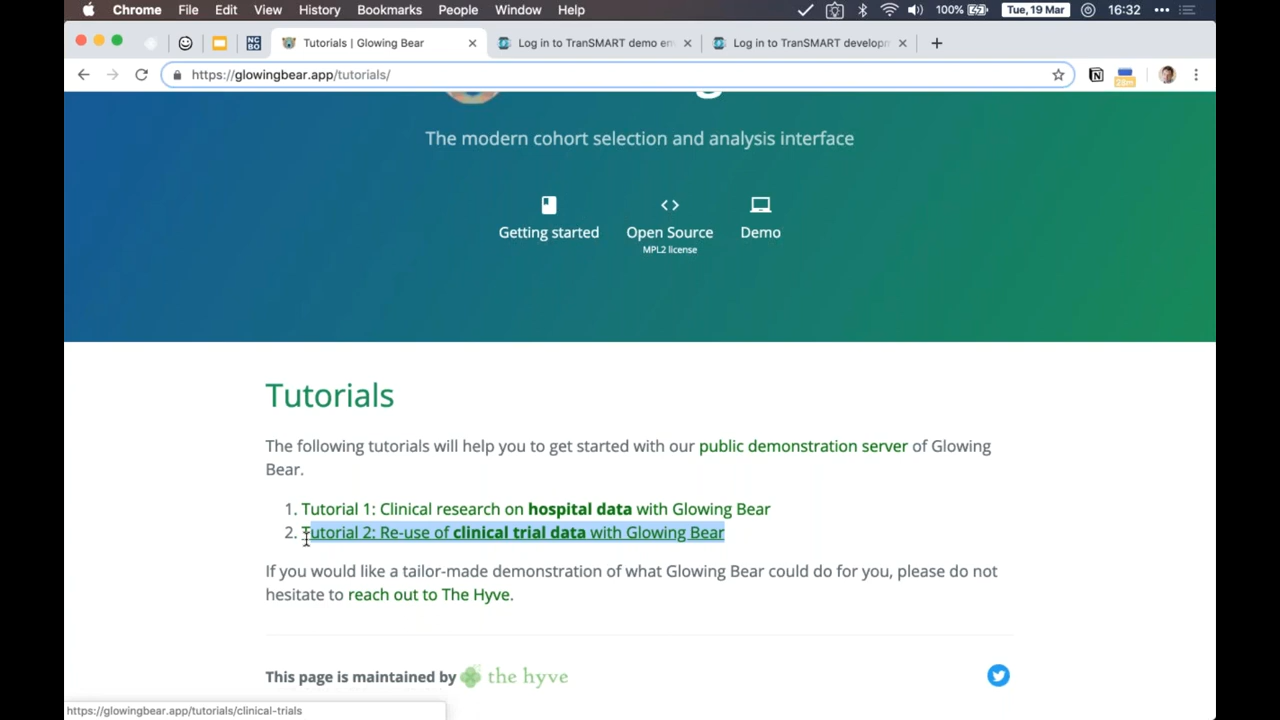 Chrome File Edit View History Bookmarks People Window Help 100% Tue, 19 Mar 16:32
NC BO Tutorials | Glowing Bear Log in to TranSMART demo en Log in to TranSMART developm
https://glowingbear.app/tutorials/
The modern cohort selection and analysis interface
Getting started Open Source Demo
MPL2 license
Tutorials
The following tutorials will help you to get started with our public demonstration server of Glowing
Bear.
1. Tutorial 1: Clinical research on hospital data with Glowing Bear
2. Tutorial 2: Re-use of clinical trial data with Glowing Bear
If you would like a tailor-made demonstration of what Glowing Bear could do for you, please do not
hesitate to reach out to The Hyve.
This page is maintained by the hyve
https://glowingbear.app/tutorials/clinical-trials